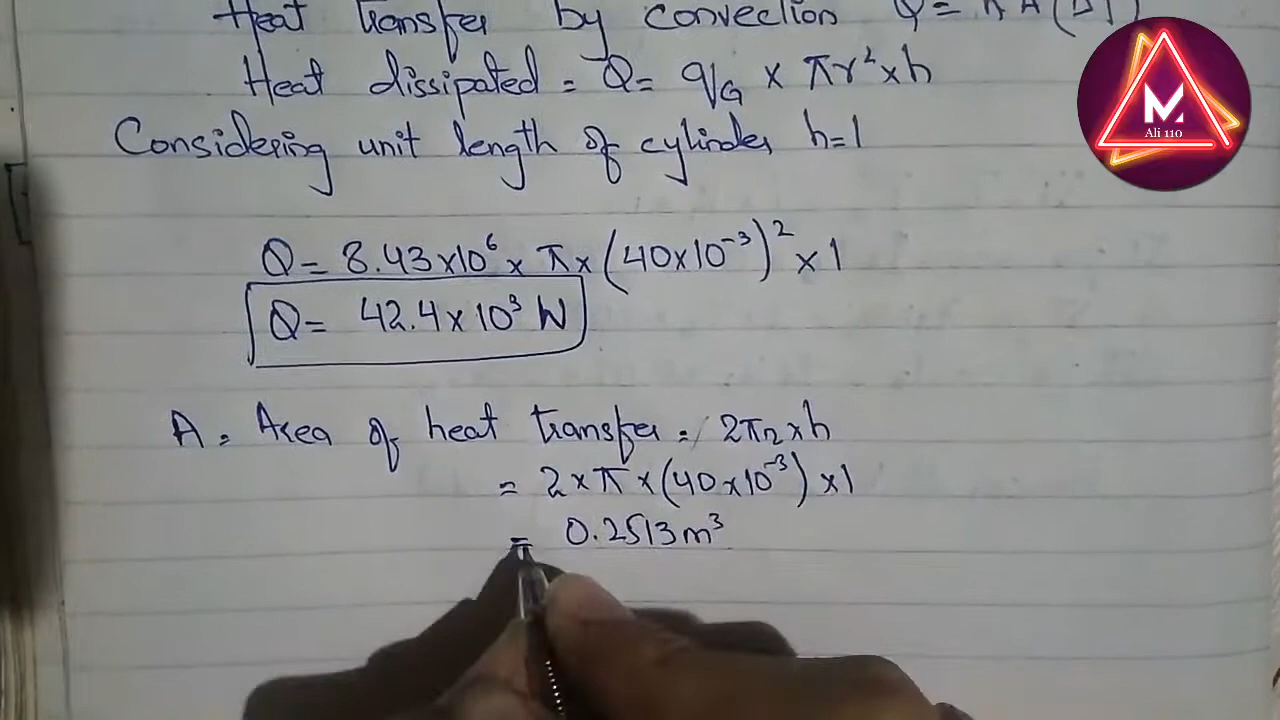 Heat transfer by convection Q = h A (ΔT)
Heat dissipated = Q = qG × πr² × h
Considering unit length of cylinder, h=1
Q = 8.43×10⁶ × π × (40×10⁻³)² × 1
Q = 42.4 × 10³ W
A = Area of heat transfer = 2πr × h
= 2 × π × (40×10⁻³) × 1
= 0.2513 m³
M.
Ali 110